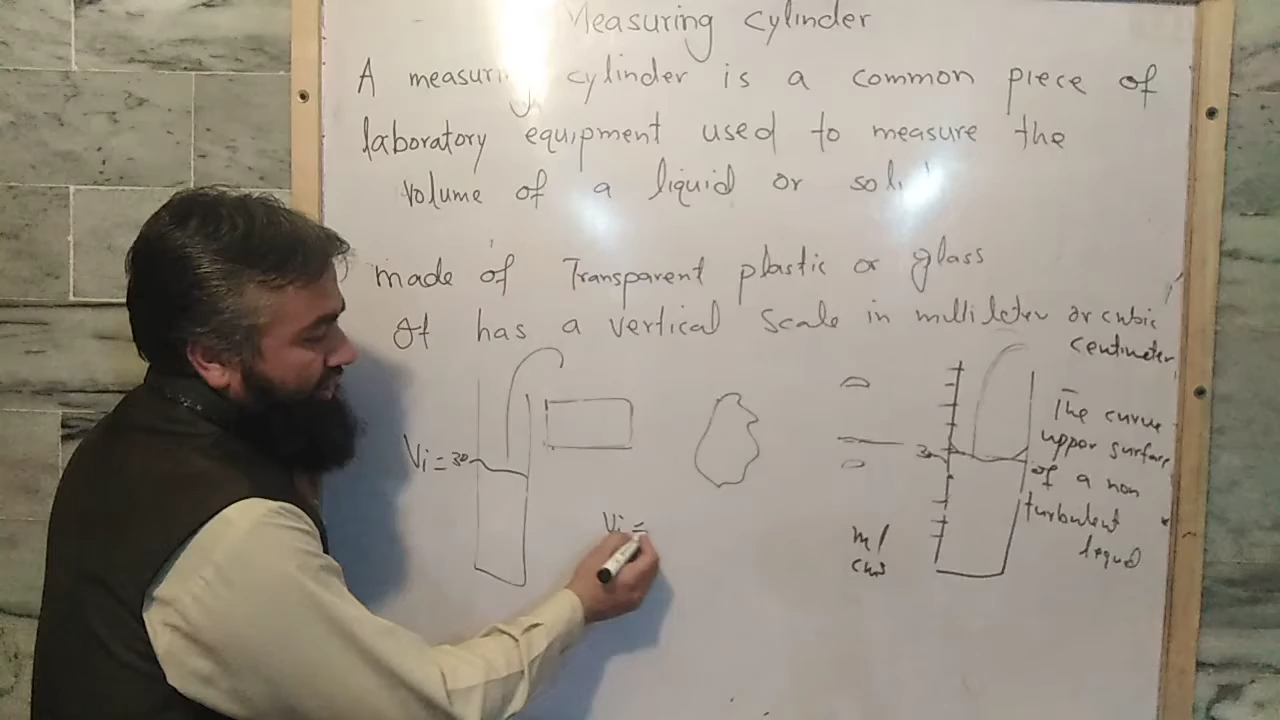 Measuring cylinder
A measuring cylinder is a common piece of
laboratory equipment used to measure the
volume of a liquid or soli
made of Transparent plastic or glass
It has a vertical scale in milliliter or cubic
centimeter
Vi = 30
30
The curve
upper surface
of a non
turbulent
liquid
Vi =
ml
cm3